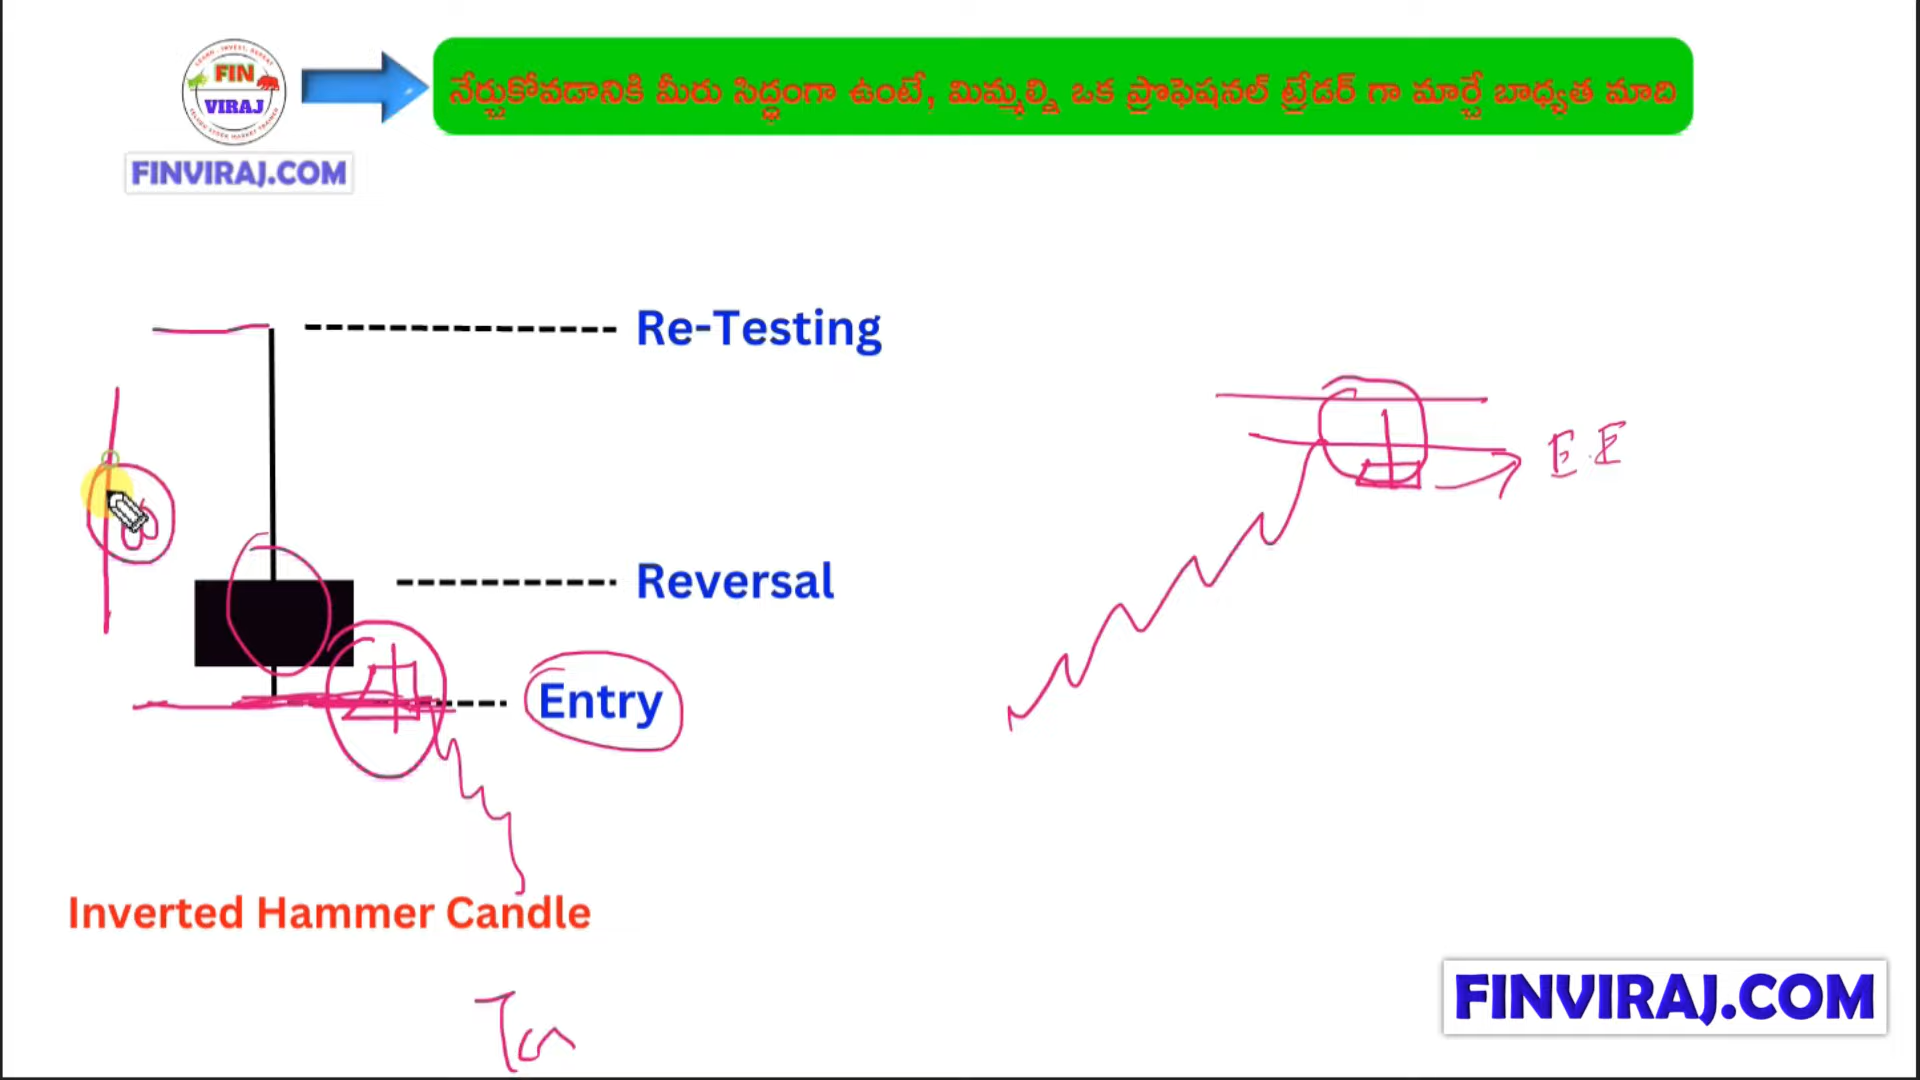 FIN
VIRAJ
FINVIRAJ.COM
నేర్చుకోవడానికి మీరు సిద్ధంగా ఉంటే, మిమ్మల్ని ఒక ప్రొఫెషనల్ ట్రేడర్ గా మార్చే బాధ్యత మాది
Re-Testing
E.E
Reversal
Entry
Inverted Hammer Candle
FINVIRAJ.COM